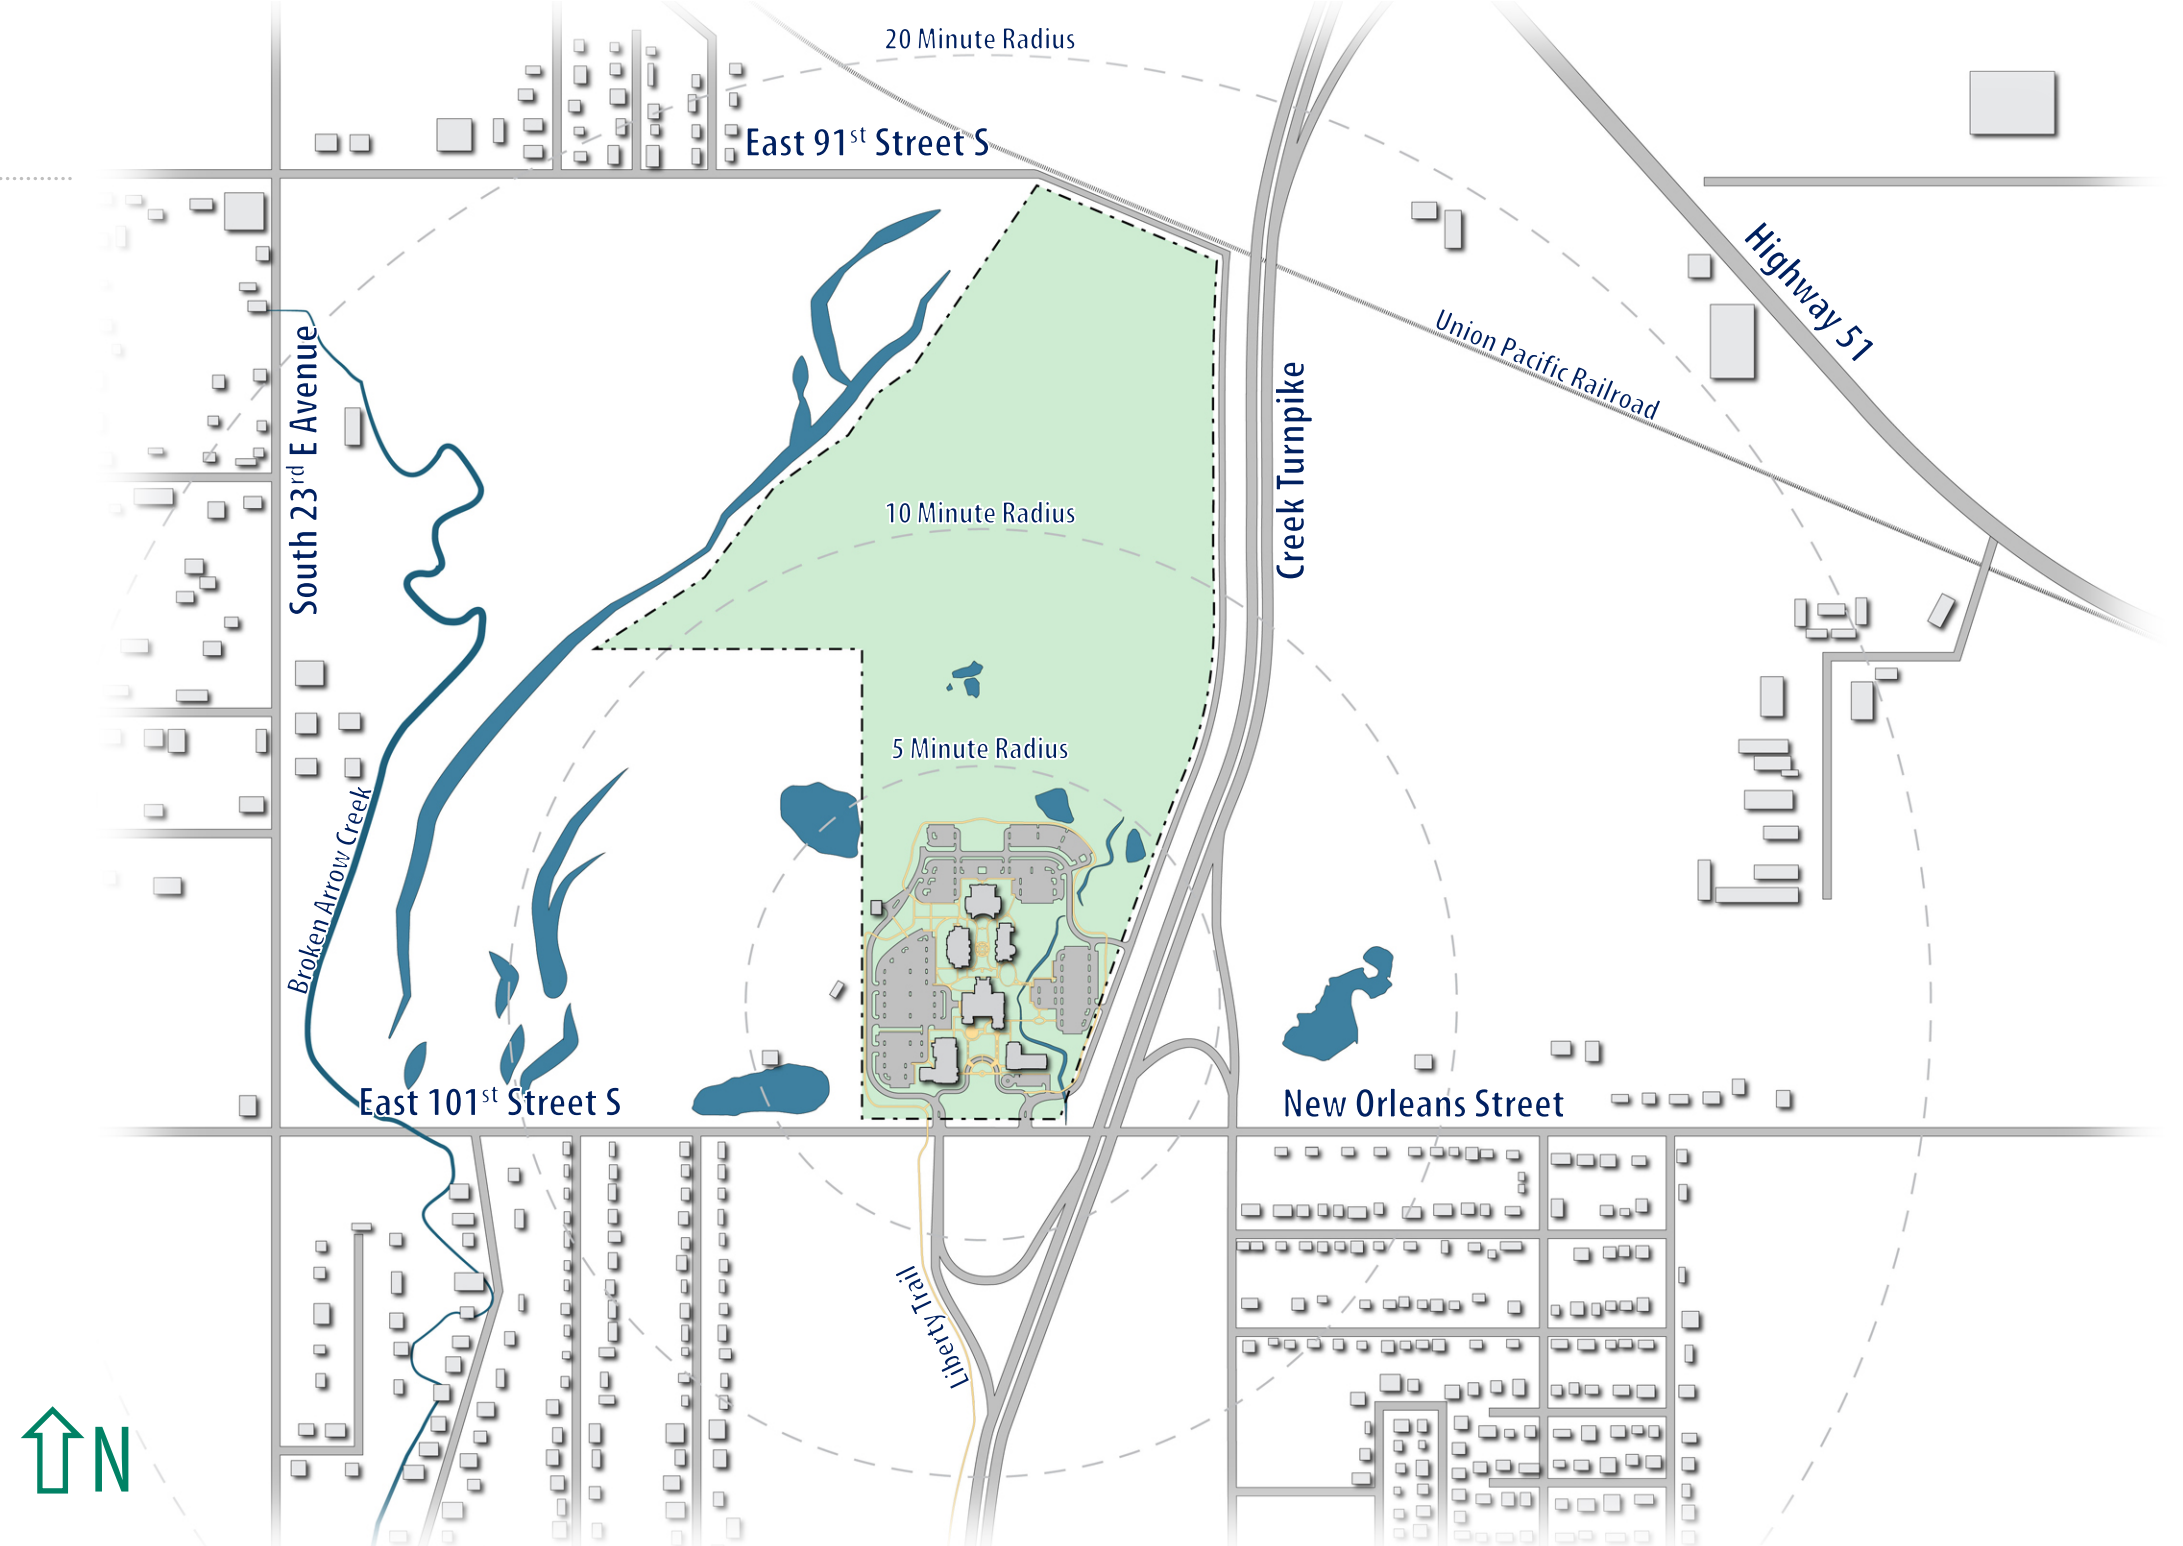 20 Minute Radius
East 91st Street S
Highway 51
Union Pacific Railroad
South 23rd E Avenue
Creek Turnpike
10 Minute Radius
5 Minute Radius
Broken Arrow Creek
East 101st Street S
New Orleans Street
Liberty Trail
N